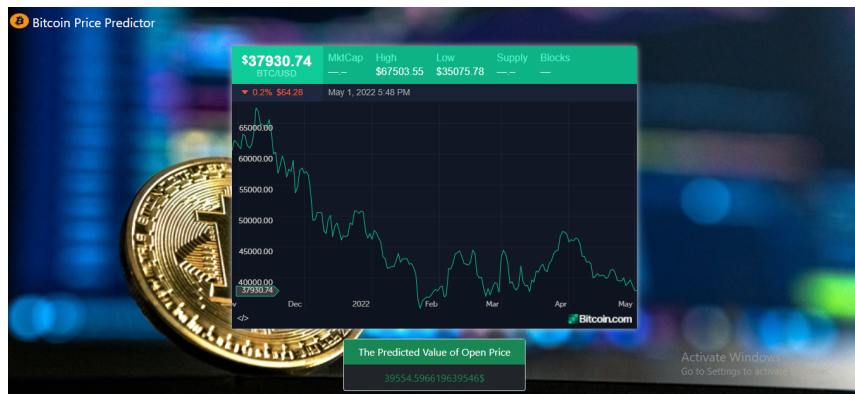 Bitcoin Price Predictor
$37930.74
BTC/USD
MktCap High Low Supply Blocks
—.– $67503.55 $35075.78 —.– —
▼ 0.2% $64.28 May 1, 2022 5:48 PM
65000.00
60000.00
55000.00
50000.00
45000.00
40000.00
37930.74
v Dec 2022 Feb Mar Apr May
</> Bitcoin.com
The Predicted Value of Open Price
39554.596619639546$
Activate Windows
Go to Settings to activate